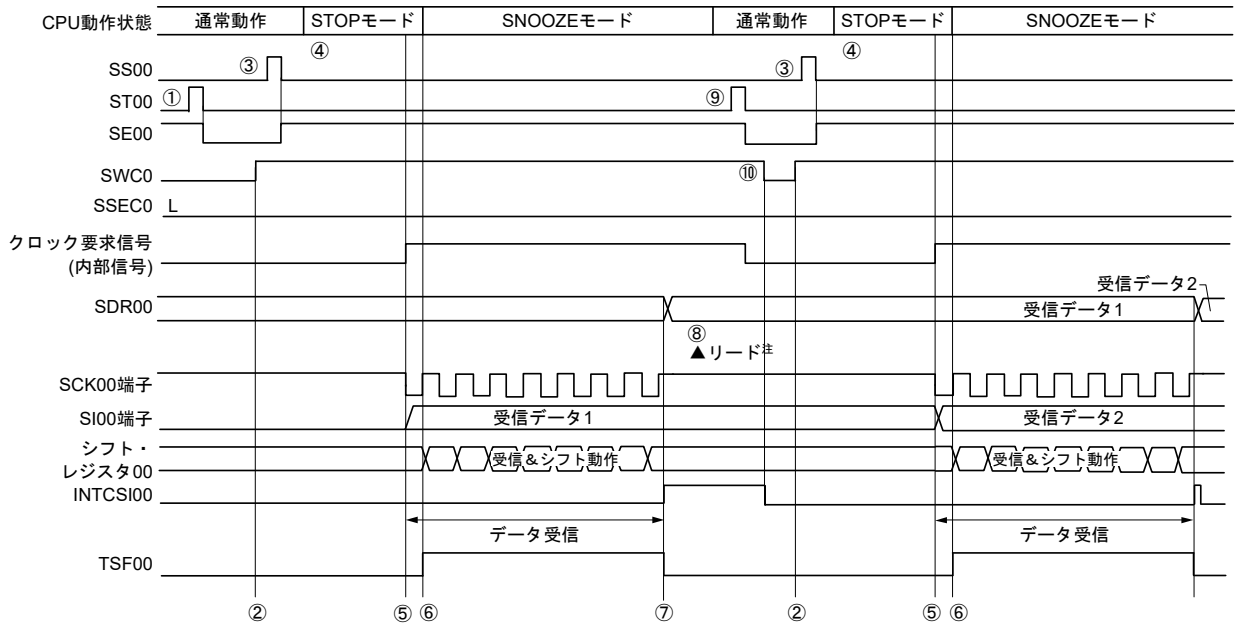 CPU動作状態 通常動作 STOPモード SNOOZEモード 通常動作 STOPモード SNOOZEモード
④ ④
SS00 ③ ③
ST00 ① ⑨
SE00
SWC0 ⑩
SSEC0 L
クロック要求信号
(内部信号)
受信データ2
SDR00 受信データ1
⑧
▲リード注
SCK00端子
SI00端子 受信データ1 受信データ2
シフト・
レジスタ00 受信&シフト動作 受信&シフト動作
INTCSI00
データ受信 データ受信
TSF00
② ⑤ ⑥ ⑦ ② ⑤ ⑥